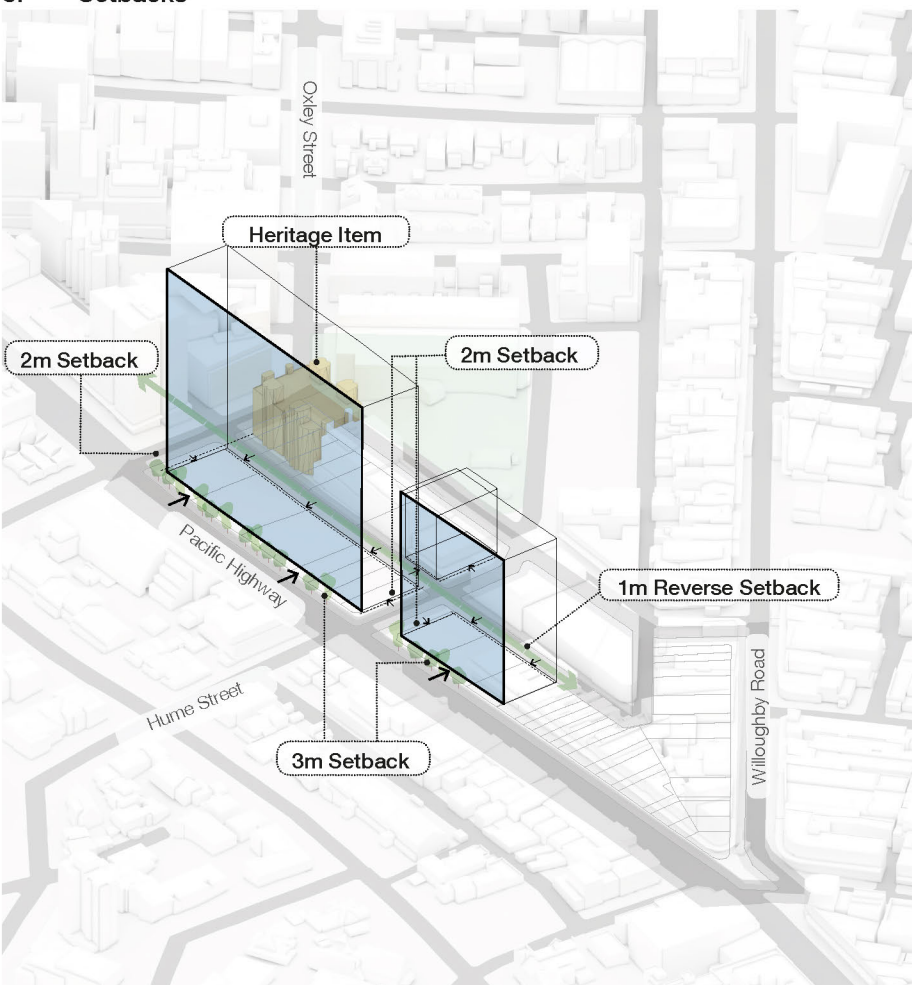 Setbacks
Oxley Street
Heritage Item
2m Setback
2m Setback
Pacific Highway
1m Reverse Setback
Hume Street
Willoughby Road
3m Setback